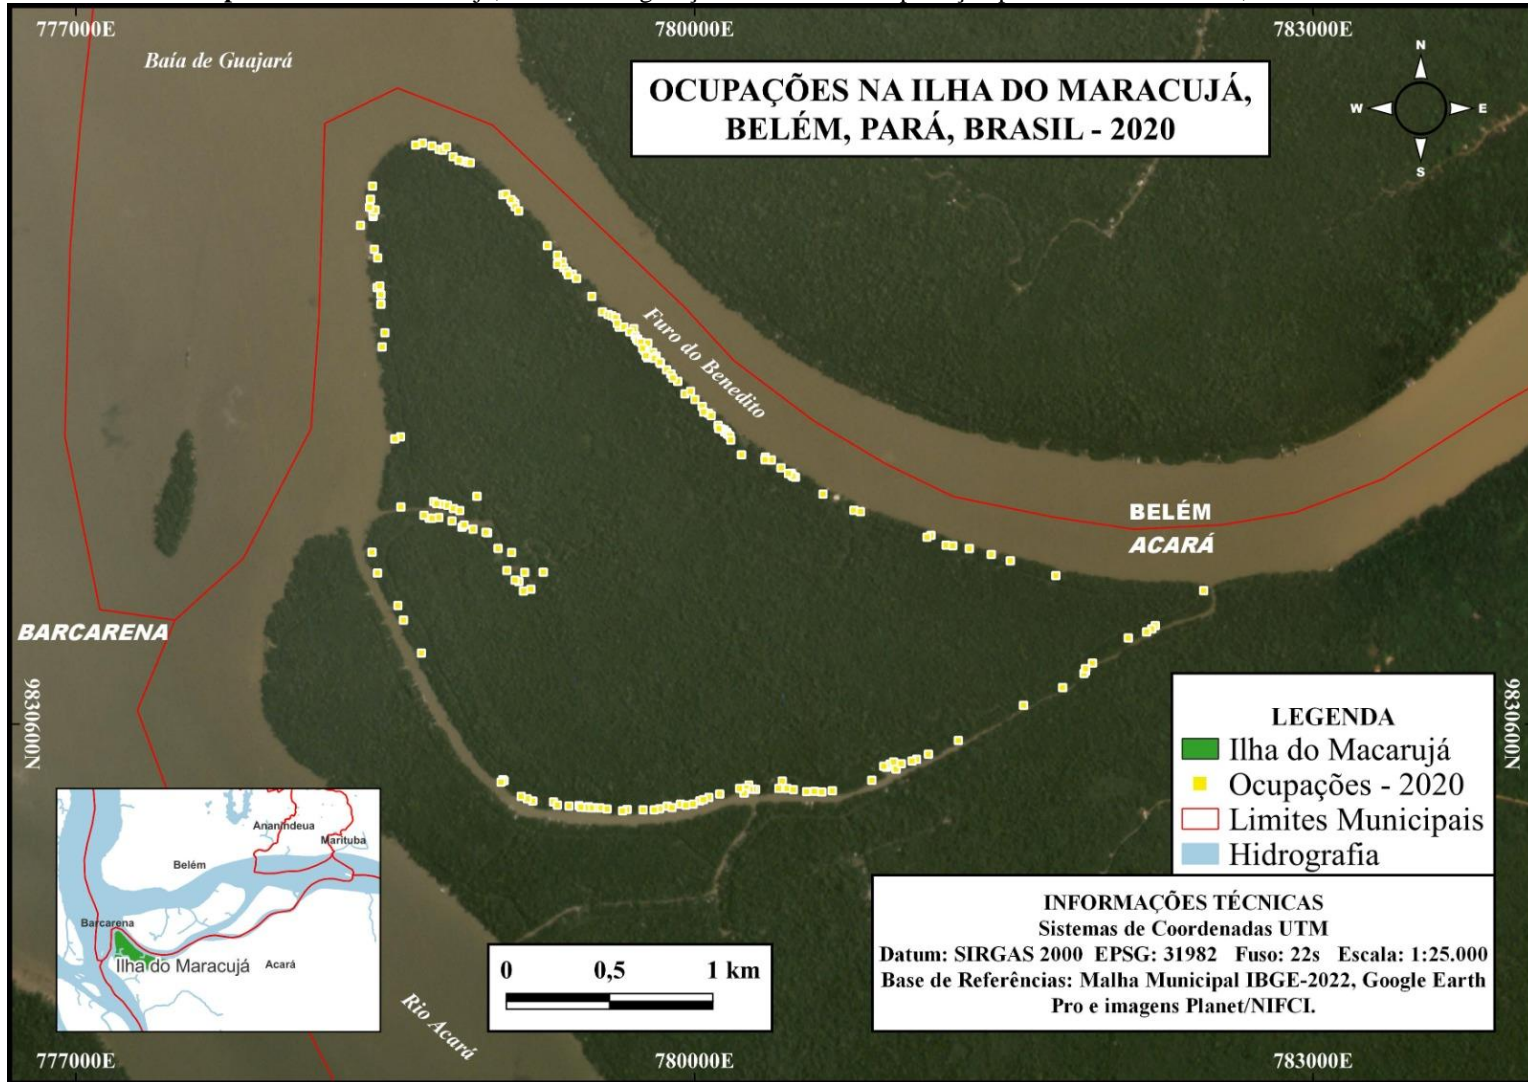 777000E
780000E
783000E
Baía de Guajará
OCUPAÇÕES NA ILHA DO MARACUJÁ,
BELÉM, PARÁ, BRASIL - 2020
N
W
E
S
Furo do Benedito
BELÉM
ACARÁ
BARCARENA
9830600N
9830600N
LEGENDA
Ilha do Macarujá
Ocupações - 2020
Limites Municipais
Hidrografia
Ananindeua
Marituba
Belém
Barcarena
Ilha do Maracujá
Acará
Rio Acará
0
0,5
1 km
INFORMAÇÕES TÉCNICAS
Sistemas de Coordenadas UTM
Datum: SIRGAS 2000 EPSG: 31982 Fuso: 22s Escala: 1:25.000
Base de Referências: Malha Municipal IBGE-2022, Google Earth
Pro e imagens Planet/NIFCI.
777000E
780000E
783000E